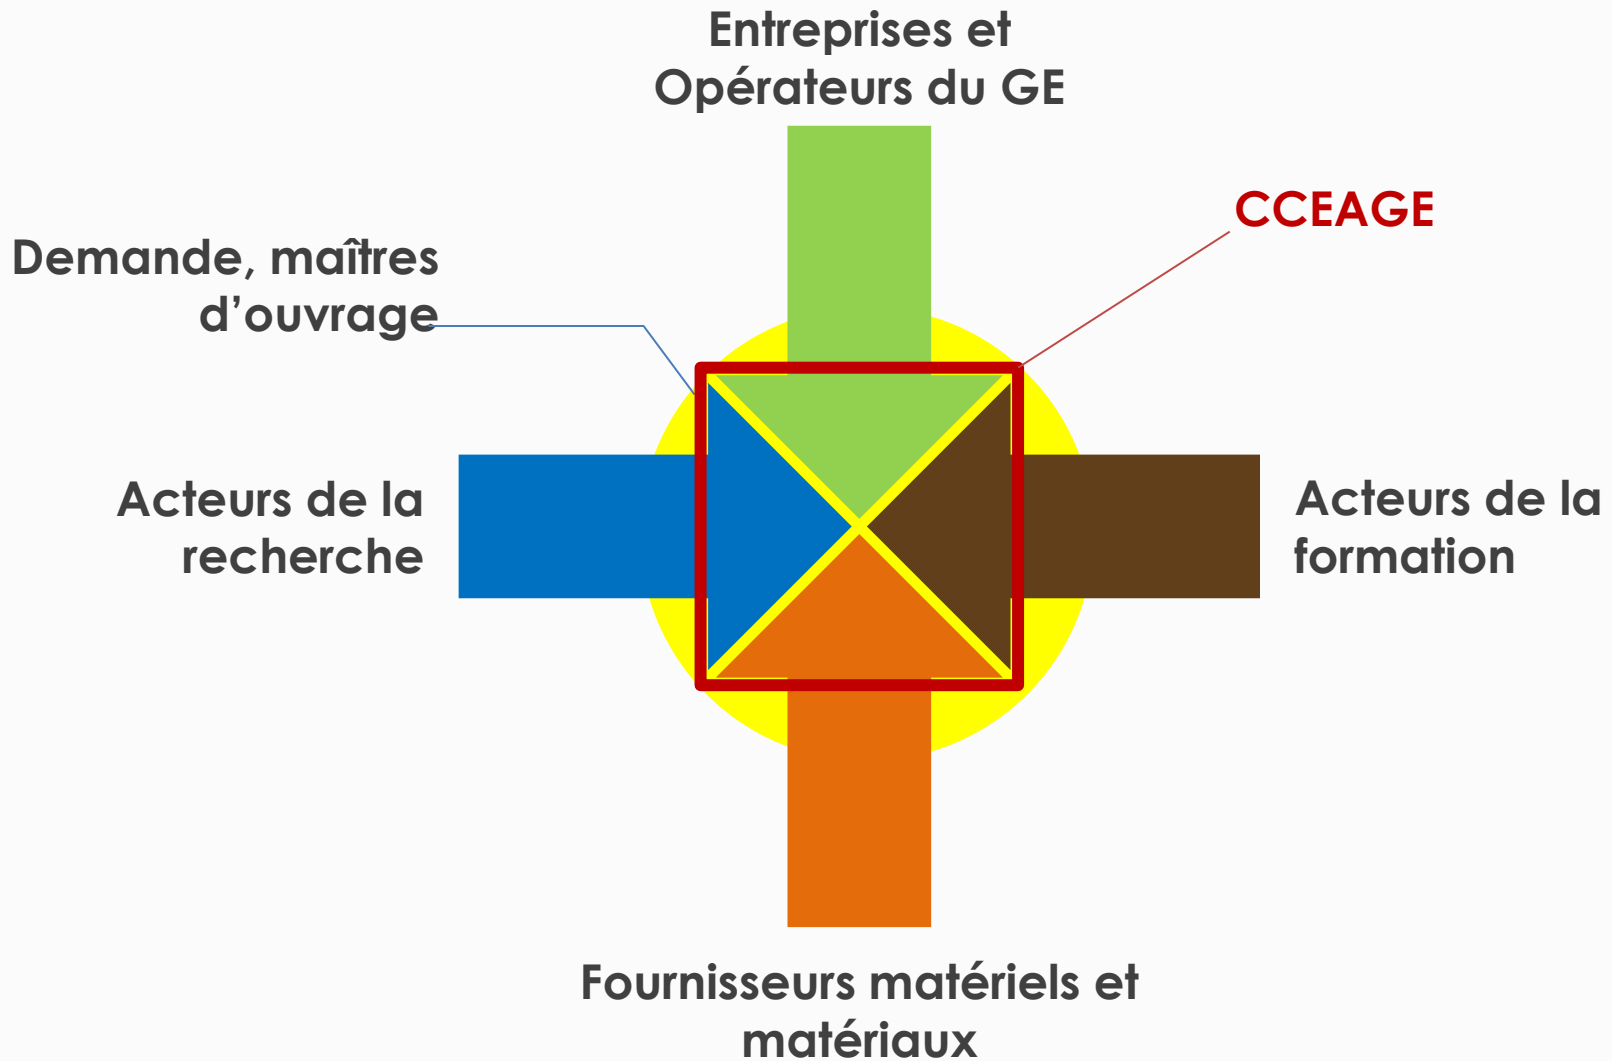 Entreprises et
Opérateurs du GE
CCEAGE
Demande, maîtres
d’ouvrage
Acteurs de la
recherche
Acteurs de la
formation
Fournisseurs matériels et
matériaux